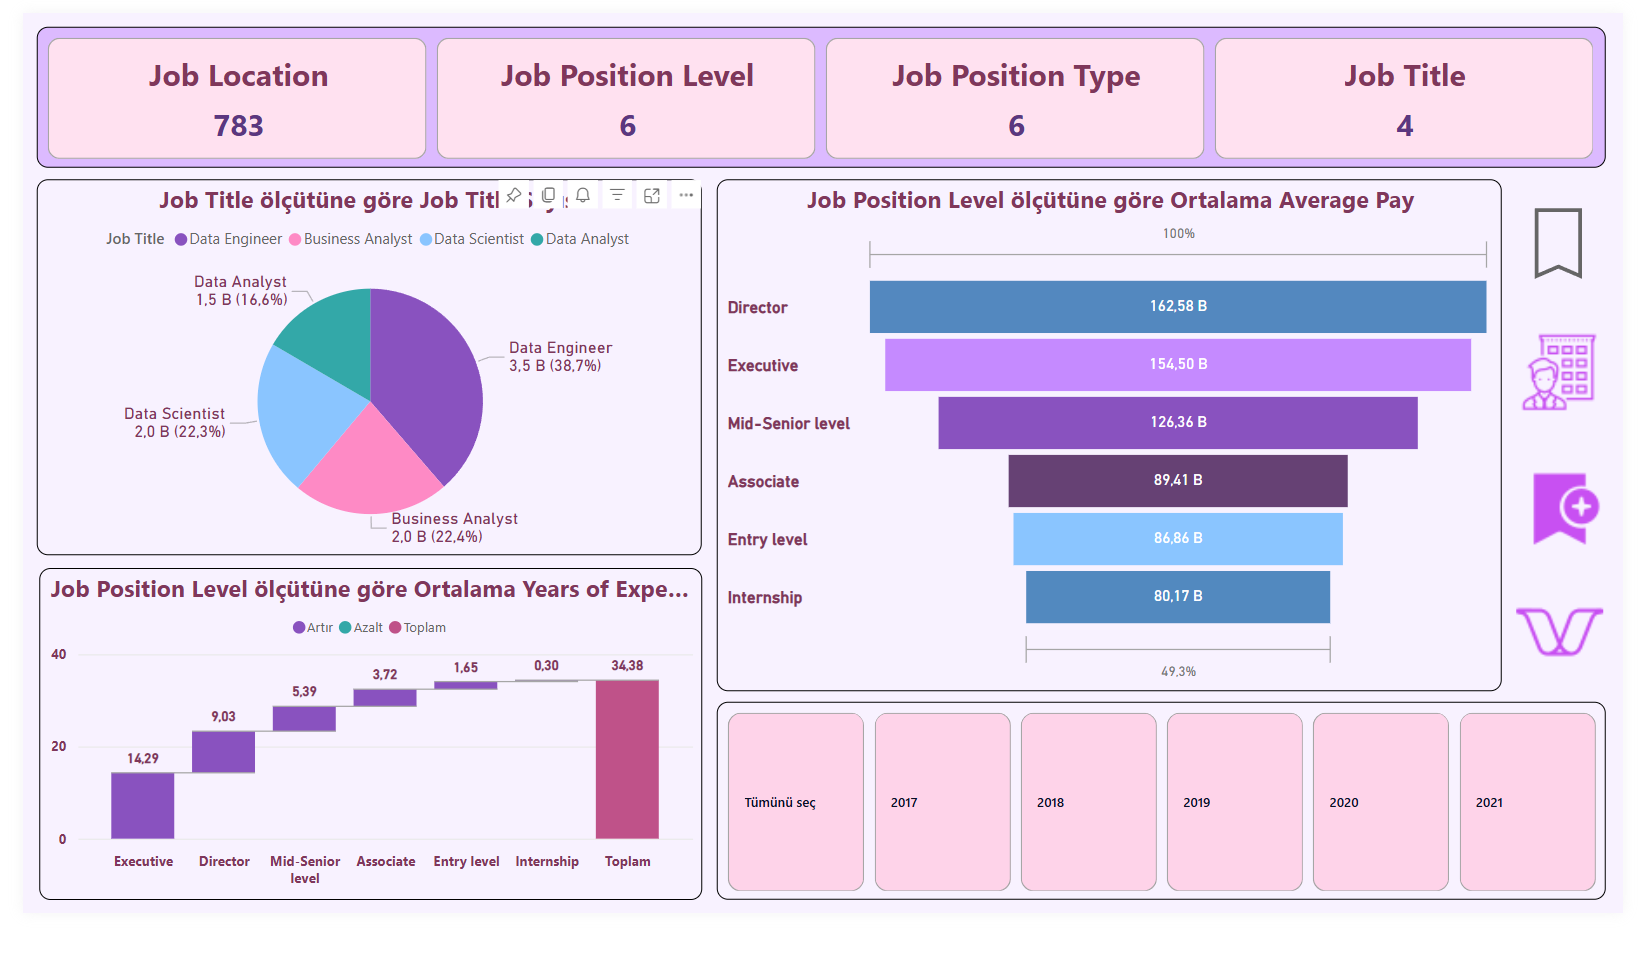 Job Location
783
Job Position Level
6
Job Position Type
6
Job Title
4
Job Title ölçütüne göre Job
Job Title
Data Engineer
Business Analyst
Data Scientist
Data Analyst
Data Analyst
1,5 B (16,6%)
Data Engineer
3,5 B (38,7%)
Data Scientist
2,0 B (22,3%)
Business Analyst
2,0 B (22,4%)
Job Position Level ölçütüne göre Ortalama Years of Expe...
Artır
Azalt
Toplam
40
20
0
14,29
9,03
5,39
3,72
1,65
0,30
34,38
Executive
Director
Mid-Senior
level
Associate
Entry level
Internship
Toplam
Job Position Level ölçütüne göre Ortalama Average Pay
100%
Director
162,58 B
Executive
154,50 B
Mid-Senior level
126,36 B
Associate
89,41 B
Entry level
86,86 B
Internship
80,17 B
49,3%
Tümünü seç
2017
2018
2019
2020
2021